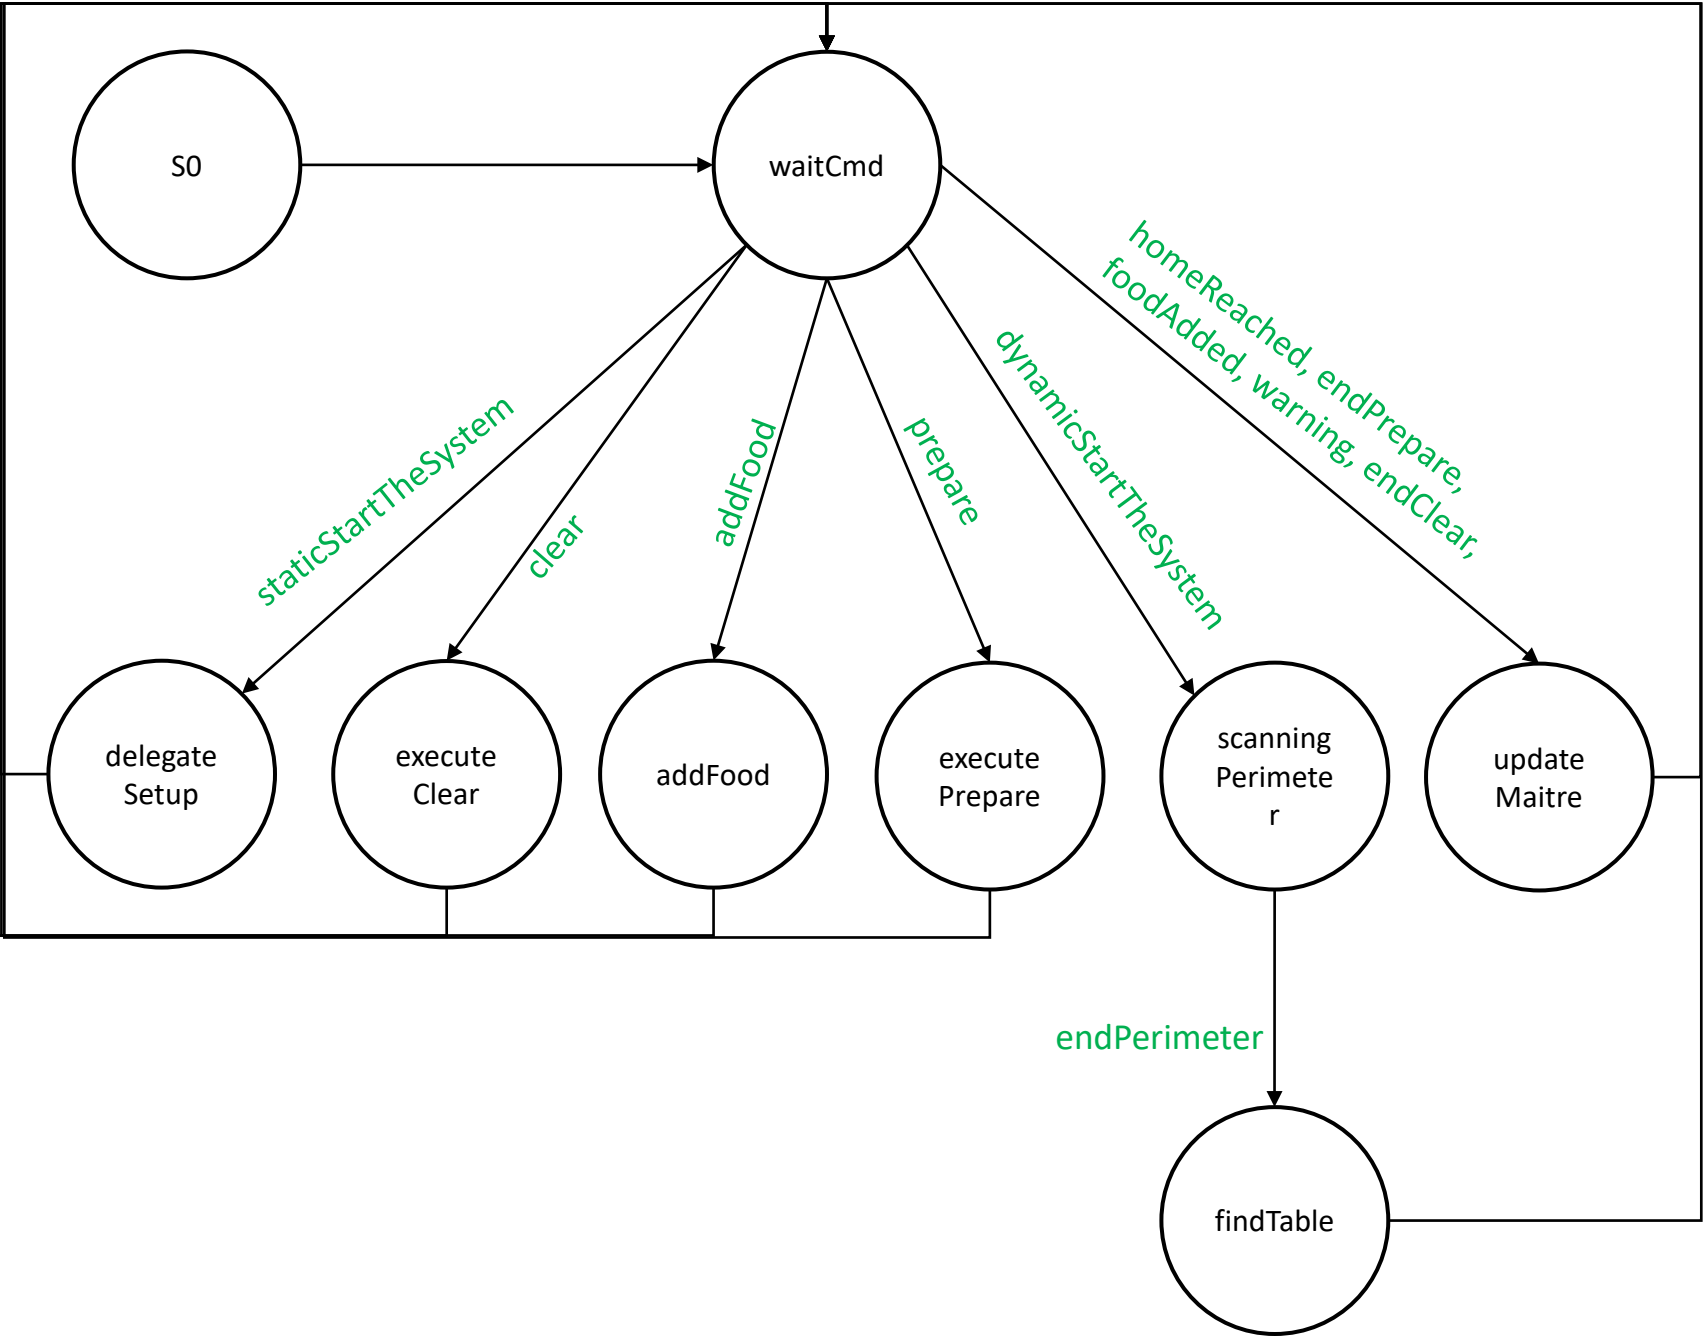 S0
waitCmd
homeReached, endPrepare,
foodAdded, warning, endClear,
staticStartTheSystem
clear
addFood
prepare
dynamicStartTheSystem
delegate
Setup
execute
Clear
addFood
execute
Prepare
scanning
Perimete
r
update
Maitre
endPerimeter
findTable